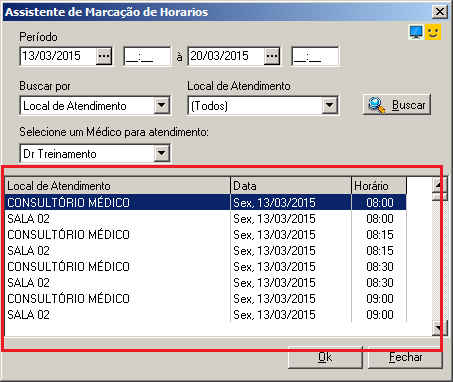 Assistente de Marcação de Horarios
Período
13/03/2015 ... __:__ à 20/03/2015 ... __:__
Buscar por Local de Atendimento
Local de Atendimento (Todos) Buscar
Selecione um Médico para atendimento:
Dr Treinamento
Local de Atendimento Data Horário
CONSULTÓRIO MÉDICO Sex, 13/03/2015 08:00
SALA 02 Sex, 13/03/2015 08:00
CONSULTÓRIO MÉDICO Sex, 13/03/2015 08:15
SALA 02 Sex, 13/03/2015 08:15
CONSULTÓRIO MÉDICO Sex, 13/03/2015 08:30
SALA 02 Sex, 13/03/2015 08:30
CONSULTÓRIO MÉDICO Sex, 13/03/2015 09:00
SALA 02 Sex, 13/03/2015 09:00
Ok Fechar